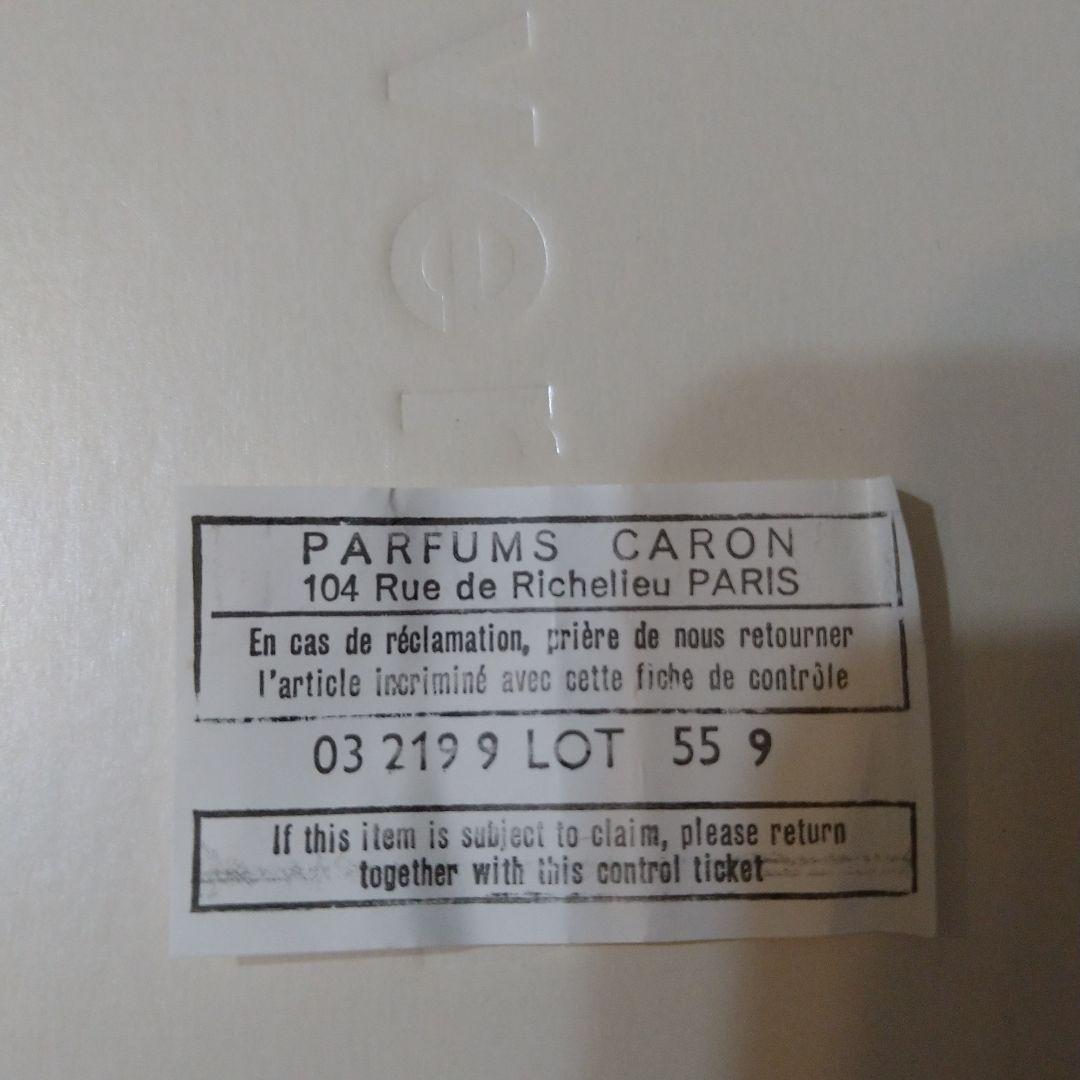 ver
PARFUMS CARON
104 Rue de Richelieu PARIS
En cas de réclamation, prière de nous retourner
l'article incriminé avec cette fiche de contrôle
03 219 9 LOT 55 9
If this item is subject to claim, please return
together with this control ticket